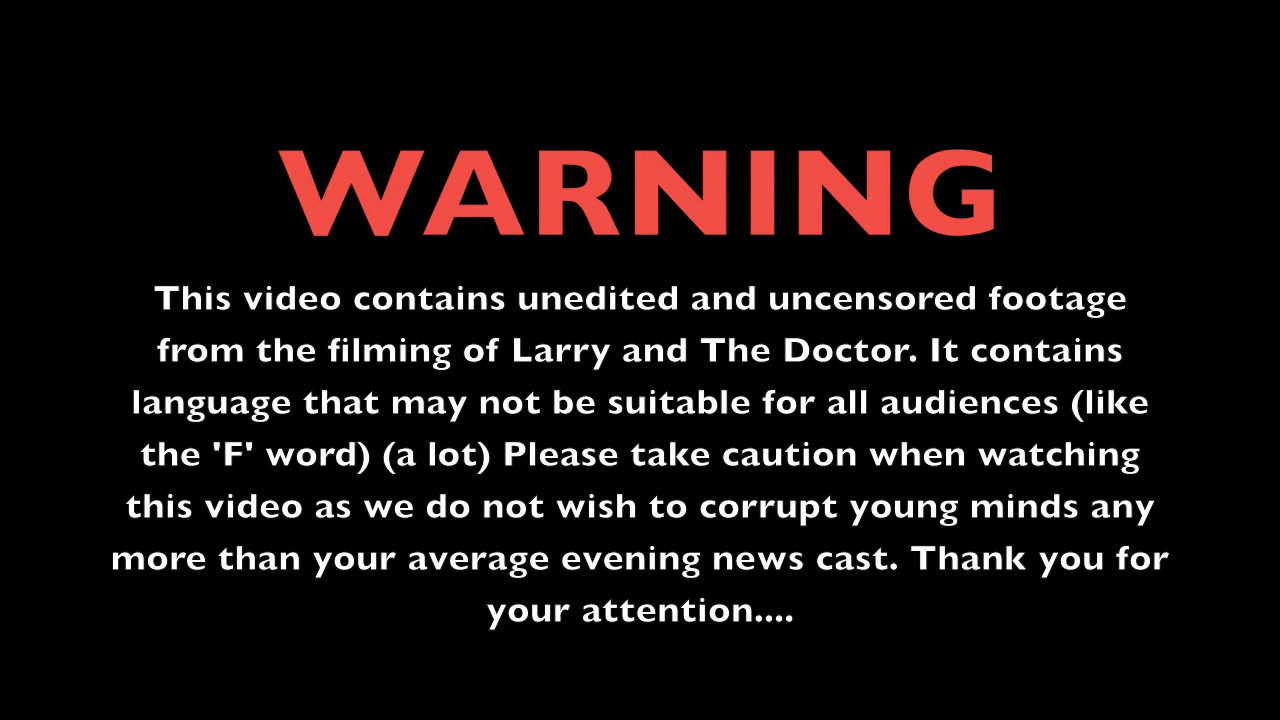 WARNING
This video contains unedited and uncensored footage
from the filming of Larry and The Doctor. It contains
language that may not be suitable for all audiences (like
the 'F' word) (a lot) Please take caution when watching
this video as we do not wish to corrupt young minds any
more than your average evening news cast. Thank you for
your attention....